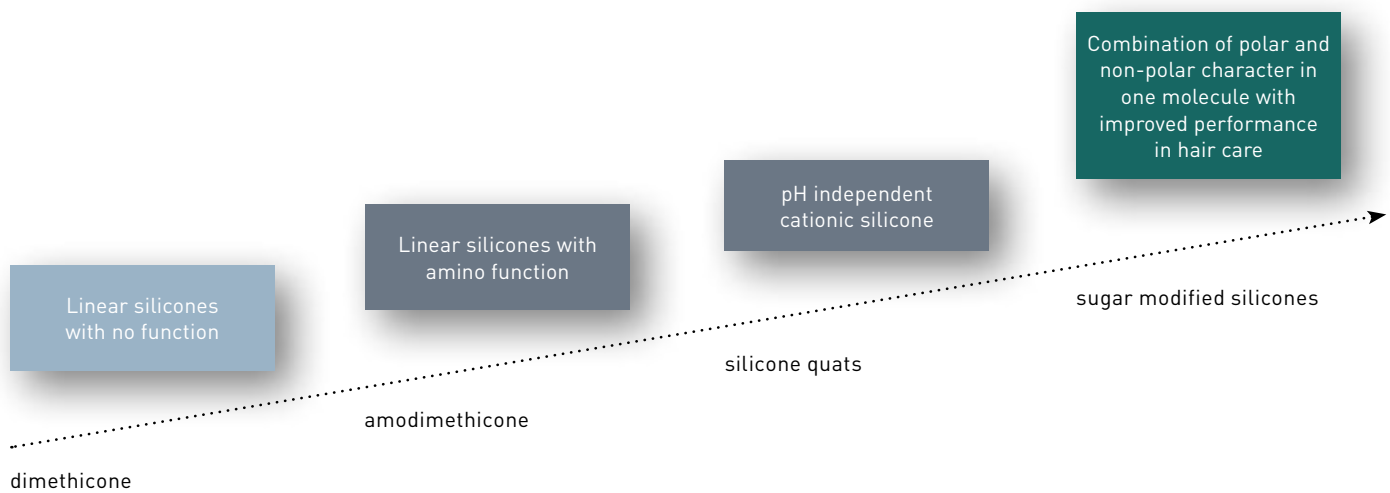 Linear silicones
with no function
dimethicone
Linear silicones with
amino function
amodimethicone
pH independent
cationic silicone
silicone quats
Combination of polar and
non-polar character in
one molecule with
improved performance
in hair care
sugar modified silicones